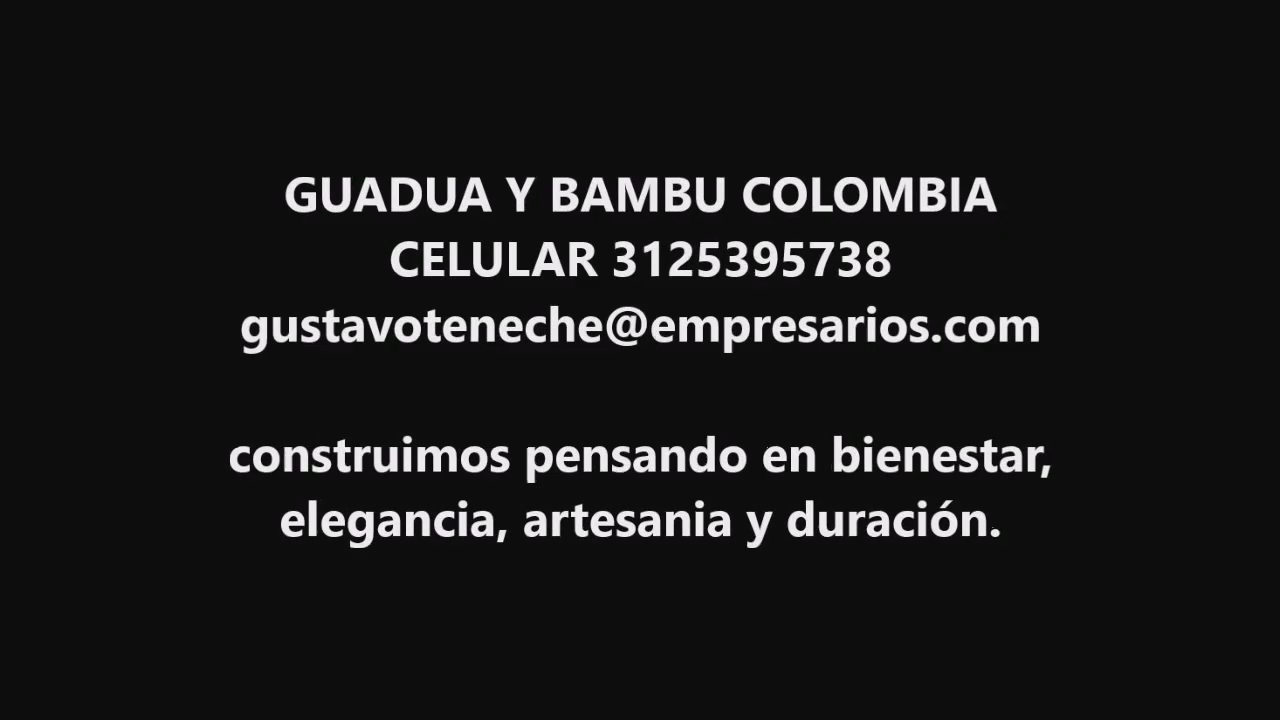 GUADUA Y BAMBU COLOMBIA
CELULAR 3125395738
gustavoteneche@empresarios.com
construimos pensando en bienestar,
elegancia, artesania y duración.